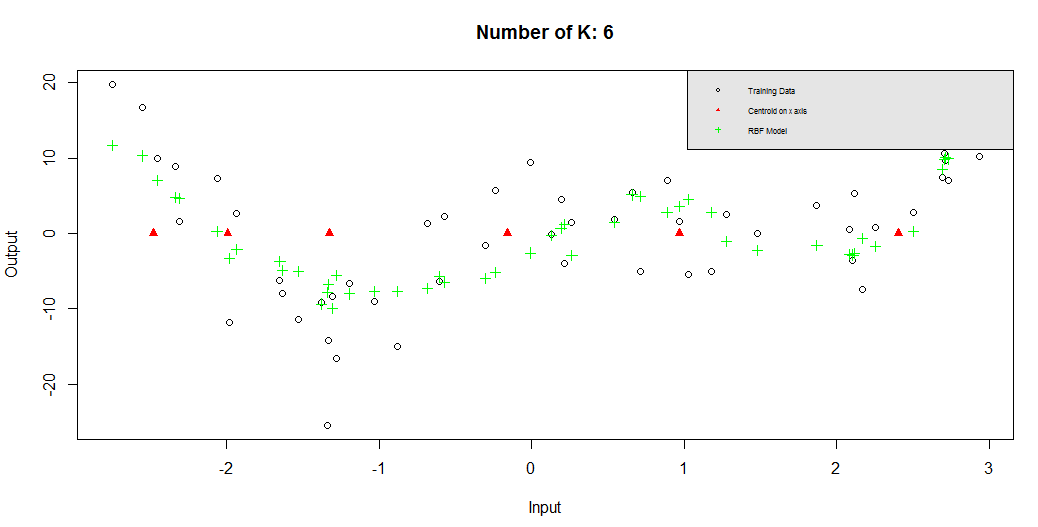 Number of K: 6
Training Data
Centroid on x axis
RBF Model
20
10
0
-10
-20
Output
-2
-1
0
1
2
3
Input